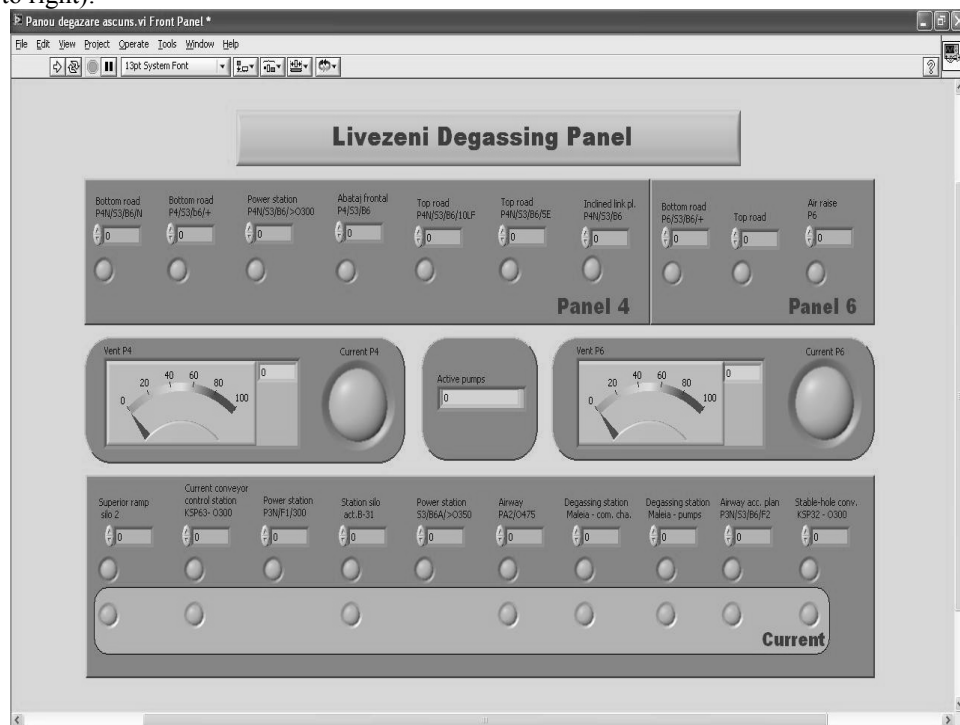 to right).
Panou degazare ascuns.vi Front Panel *
File Edit View Project Operate Tools Window Help
13pt System Font
?
Livezeni Degassing Panel
Bottom road
P4N/S3/B6/N
0
Bottom road
P4/S3/b6/+
0
Power station
P4N/S3/B6/>O300
0
Abataj frontal
P4/S3/B6
0
Top road
P4N/S3/B6/10LF
0
Top road
P4N/S3/B6/SE
0
Inclined link pl.
P4N/S3/B6
0
Panel 4
Bottom road
P6/S3/B6/+
0
Top road
0
Air raise
P6
0
Panel 6
Vent P4
0 20 40 60 80 100
0
Current P4
Active pumps
0
Vent P6
0 20 40 60 80 100
0
Current P6
Superior ramp
silo 2
0
Current conveyor
control station
KSP63- O300
0
Power station
P3N/F1/300
0
Station silo
act.B-31
0
Power station
S3/B6A/>O350
0
Airway
PA2/O475
0
Degassing station
Maleia - com. cha.
0
Degassing station
Maleia - pumps
0
Airway acc. plan
P3N/S3/B6/F2
0
Stable-hole conv.
KSP32 - O300
0
Current